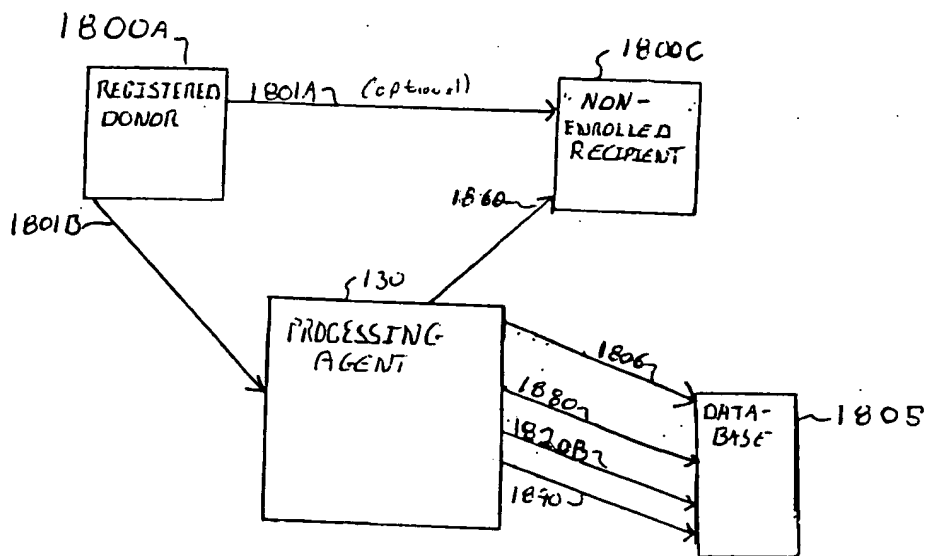 1800A
1800C
REGISTERED
DONOR
1801A
(optional)
NON-
ENROLLED
RECIPIENT
1860
1801B
130
PROCESSING
AGENT
1806
1880
1820B
1890
DATA-
BASE
1805